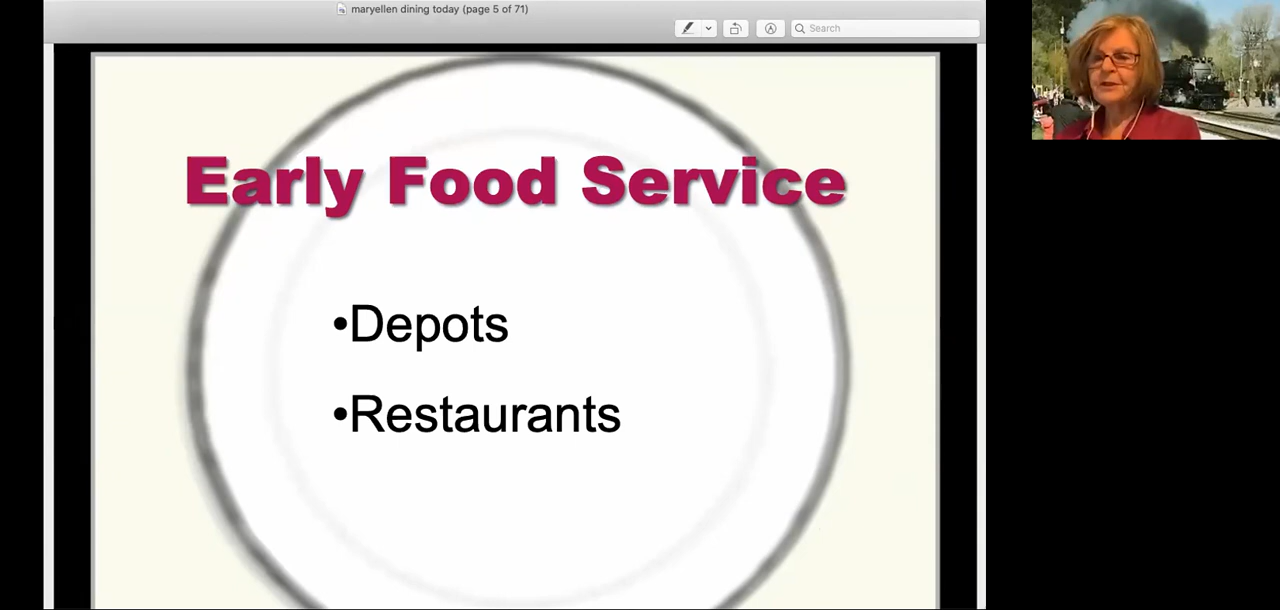 maryellen dining today (page 5 of 71)
Search
Early Food Service
•Depots
•Restaurants